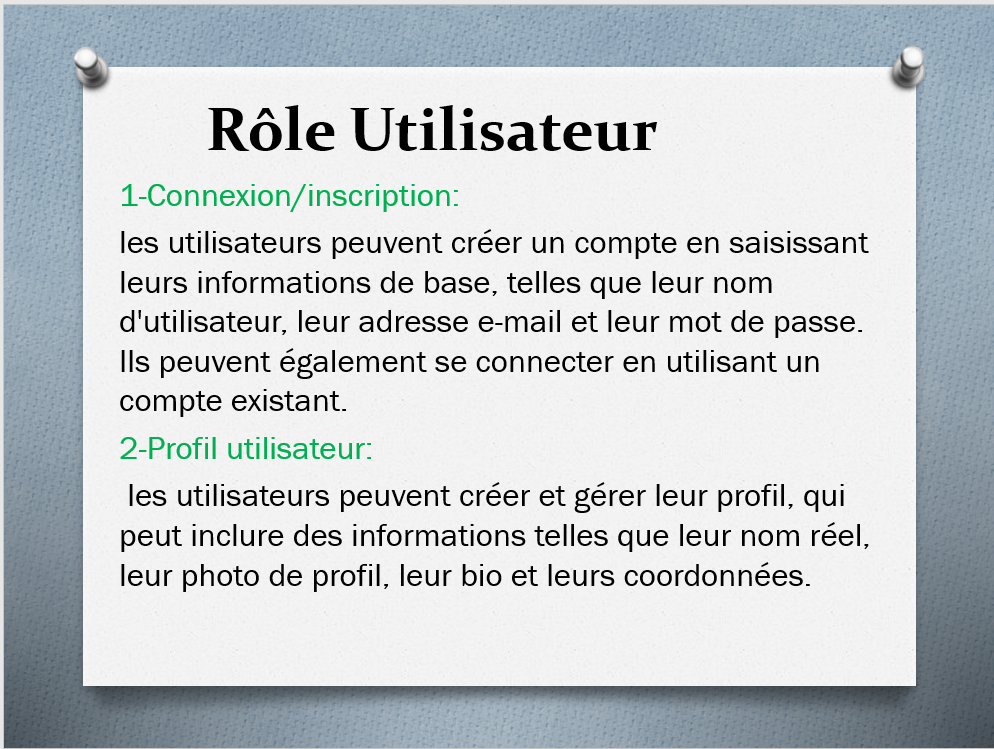 Rôle Utilisateur
1-Connexion/inscription:
les utilisateurs peuvent créer un compte en saisissant
leurs informations de base, telles que leur nom
d'utilisateur, leur adresse e-mail et leur mot de passe.
Ils peuvent également se connecter en utilisant un
compte existant.
2-Profil utilisateur:
les utilisateurs peuvent créer et gérer leur profil, qui
peut inclure des informations telles que leur nom réel,
leur photo de profil, leur bio et leurs coordonnées.